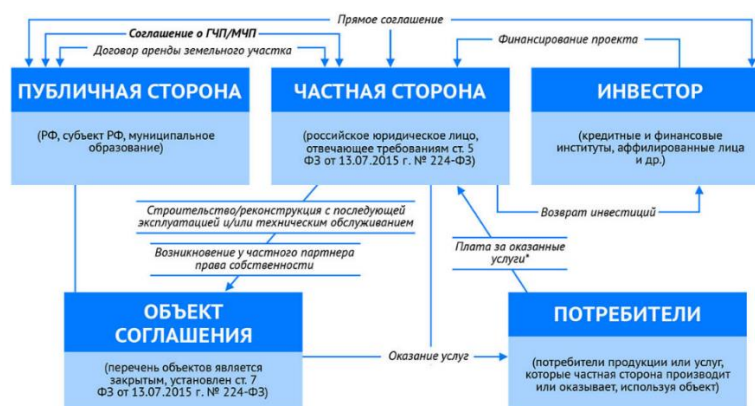 Прямое соглашение
Соглашение о ГЧП/МЧП
Договор аренды земельного участка
Финансирование проекта
ПУБЛИЧНАЯ СТОРОНА
(РФ, субъект РФ, муниципальное
образование)
ЧАСТНАЯ СТОРОНА
(российское юридическое лицо,
отвечающее требованиям ст. 5
ФЗ от 13.07.2015 г. № 224-ФЗ)
ИНВЕСТОР
(кредитные и финансовые
институты, аффилированные лица
и др.)
Строительство/реконструкция с последующей
эксплуатацией и/или техническим обслуживанием
Возврат инвестиций
Возникновение у частного партнера
права собственности
Плата за оказанные
услуги*
ОБЪЕКТ
СОГЛАШЕНИЯ
(перечень объектов является
закрытым, установлен ст. 7
ФЗ от 13.07.2015 г. № 224-ФЗ)
Оказание услуг
ПОТРЕБИТЕЛИ
(потребители продукции или услуг,
которые частная сторона производит
или оказывает, используя объект)